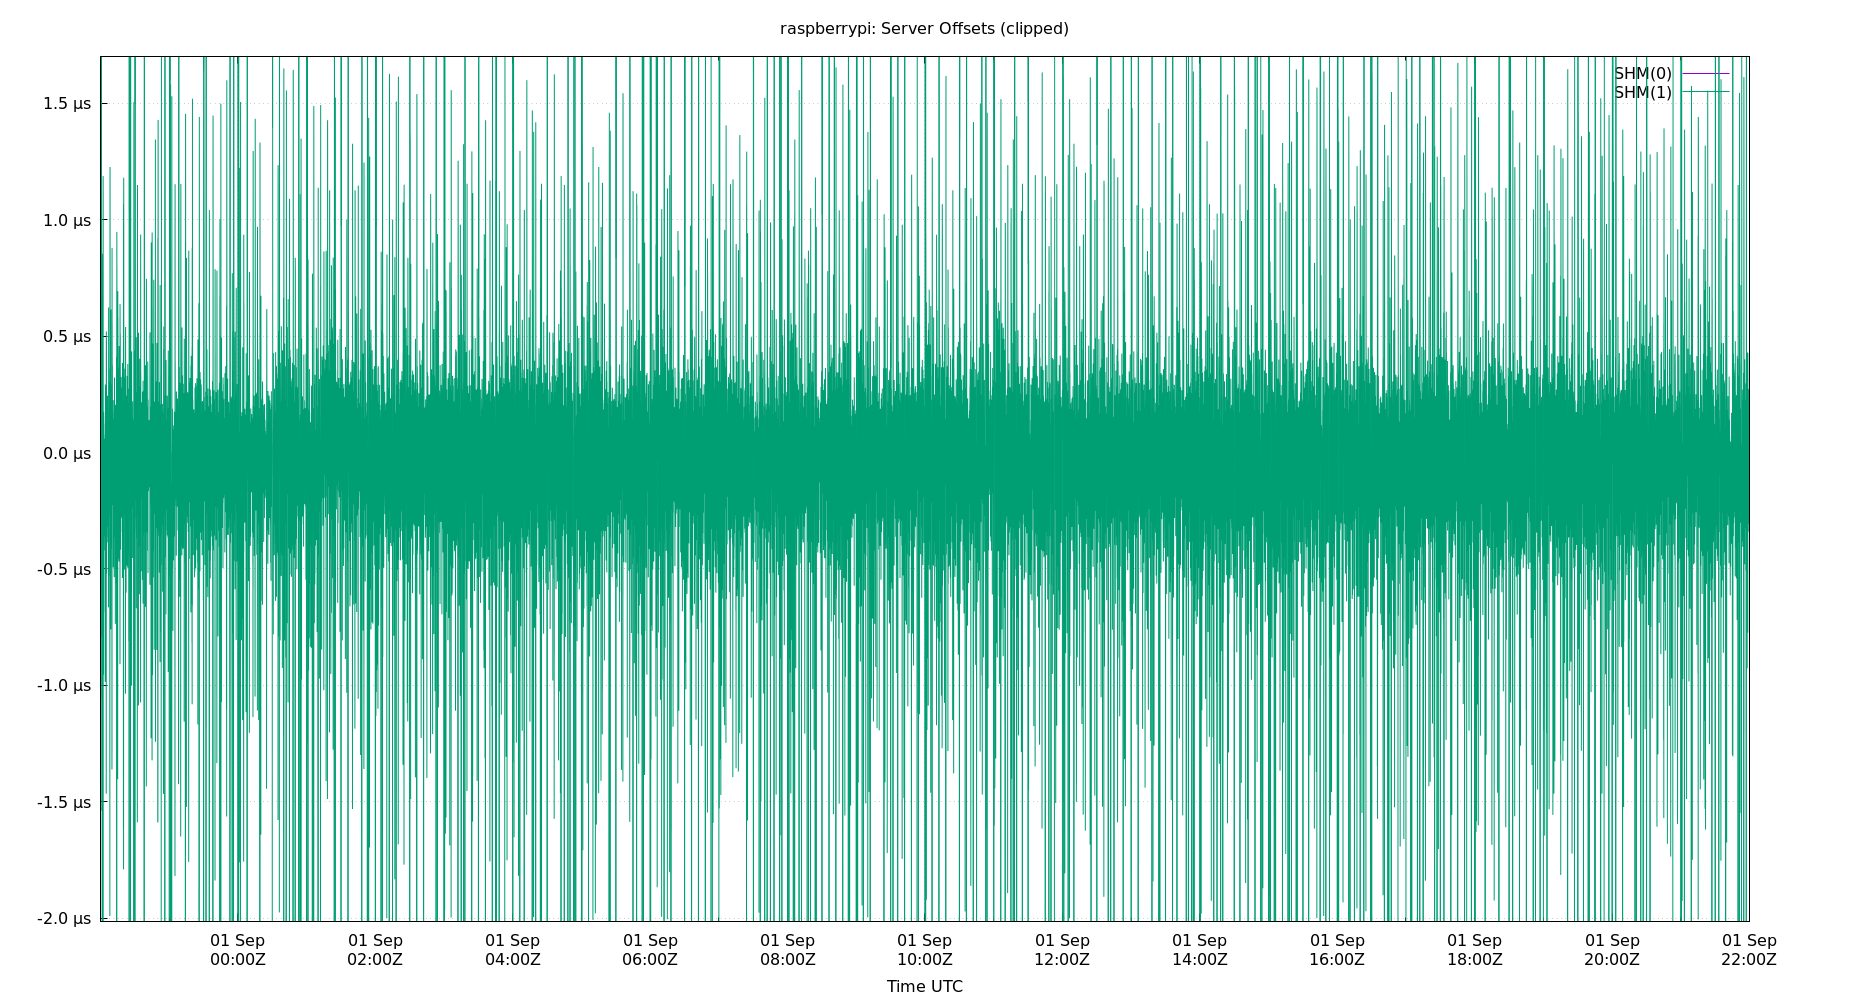 raspberrypi: Server Offsets (clipped)
SHM(0)
SHM(1)
1.5 µs
1.0 µs
0.5 µs
0.0 µs
-0.5 µs
-1.0 µs
-1.5 µs
-2.0 µs
01 Sep 01 Sep 01 Sep 01 Sep 01 Sep 01 Sep 01 Sep 01 Sep 01 Sep 01 Sep 01 Sep 01 Sep
00:00Z 02:00Z 04:00Z 06:00Z 08:00Z 10:00Z 12:00Z 14:00Z 16:00Z 18:00Z 20:00Z 22:00Z
Time UTC